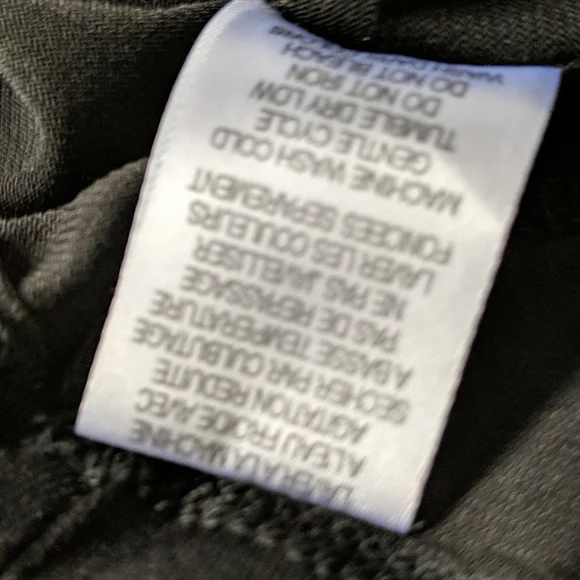 LAVER A LA MACHINE
A L'EAU FROIDE AVEC
AGITATION REDUITE
SECHER PAR CULBUTAGE
A BASSE TEMPERATURE
PAS DE REPASSAGE
NE PAS JAVELLISER
LAVER LES COULEURS
FONCEES SEPAREMENT
MACHINE WASH COLD
GENTLE CYCLE
TUMBLE DRY LOW
DO NOT IRON
DO NOT BLEACH
WASH DARK